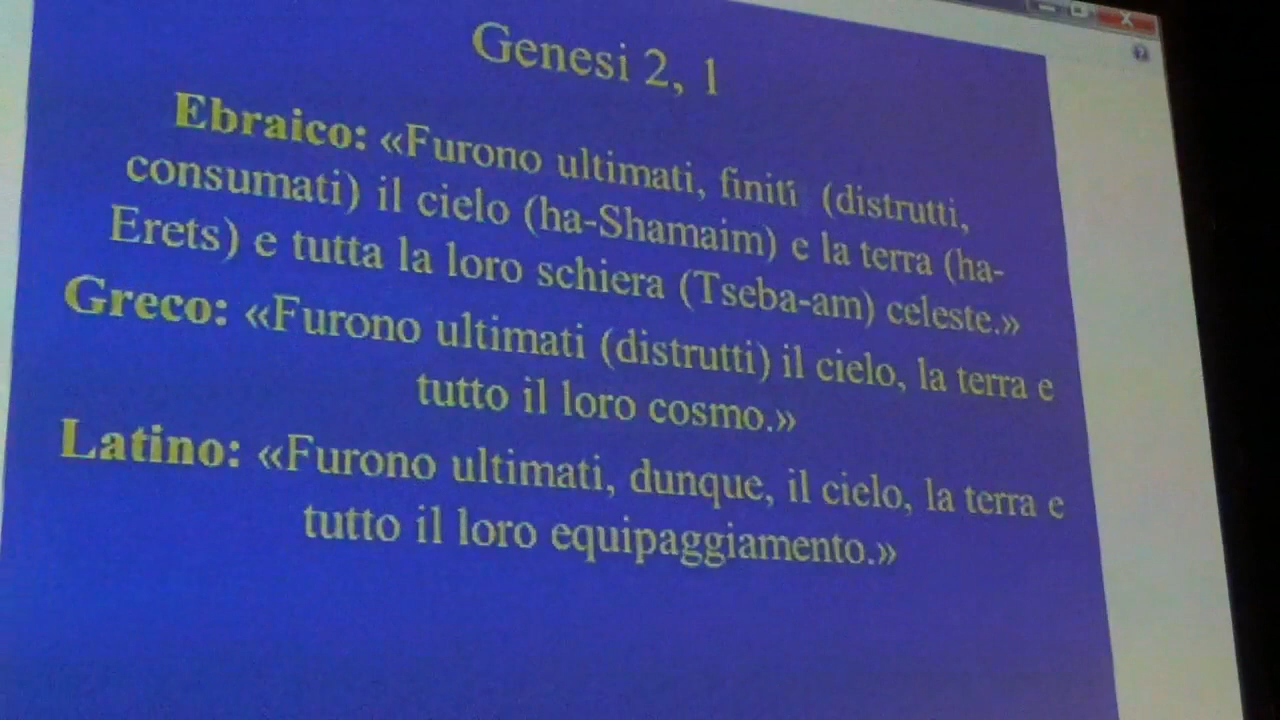 Genesi 2, 1
Ebraico: «Furono ultimati, finiti (distrutti,
consumati) il cielo (ha-Shamaim) e la terra (ha-
Erets) e tutta la loro schiera (Tseba-am) celeste.»
Greco: «Furono ultimati (distrutti) il cielo, la terra e
tutto il loro cosmo.»
Latino: «Furono ultimati, dunque, il cielo, la terra e
tutto il loro equipaggiamento.»